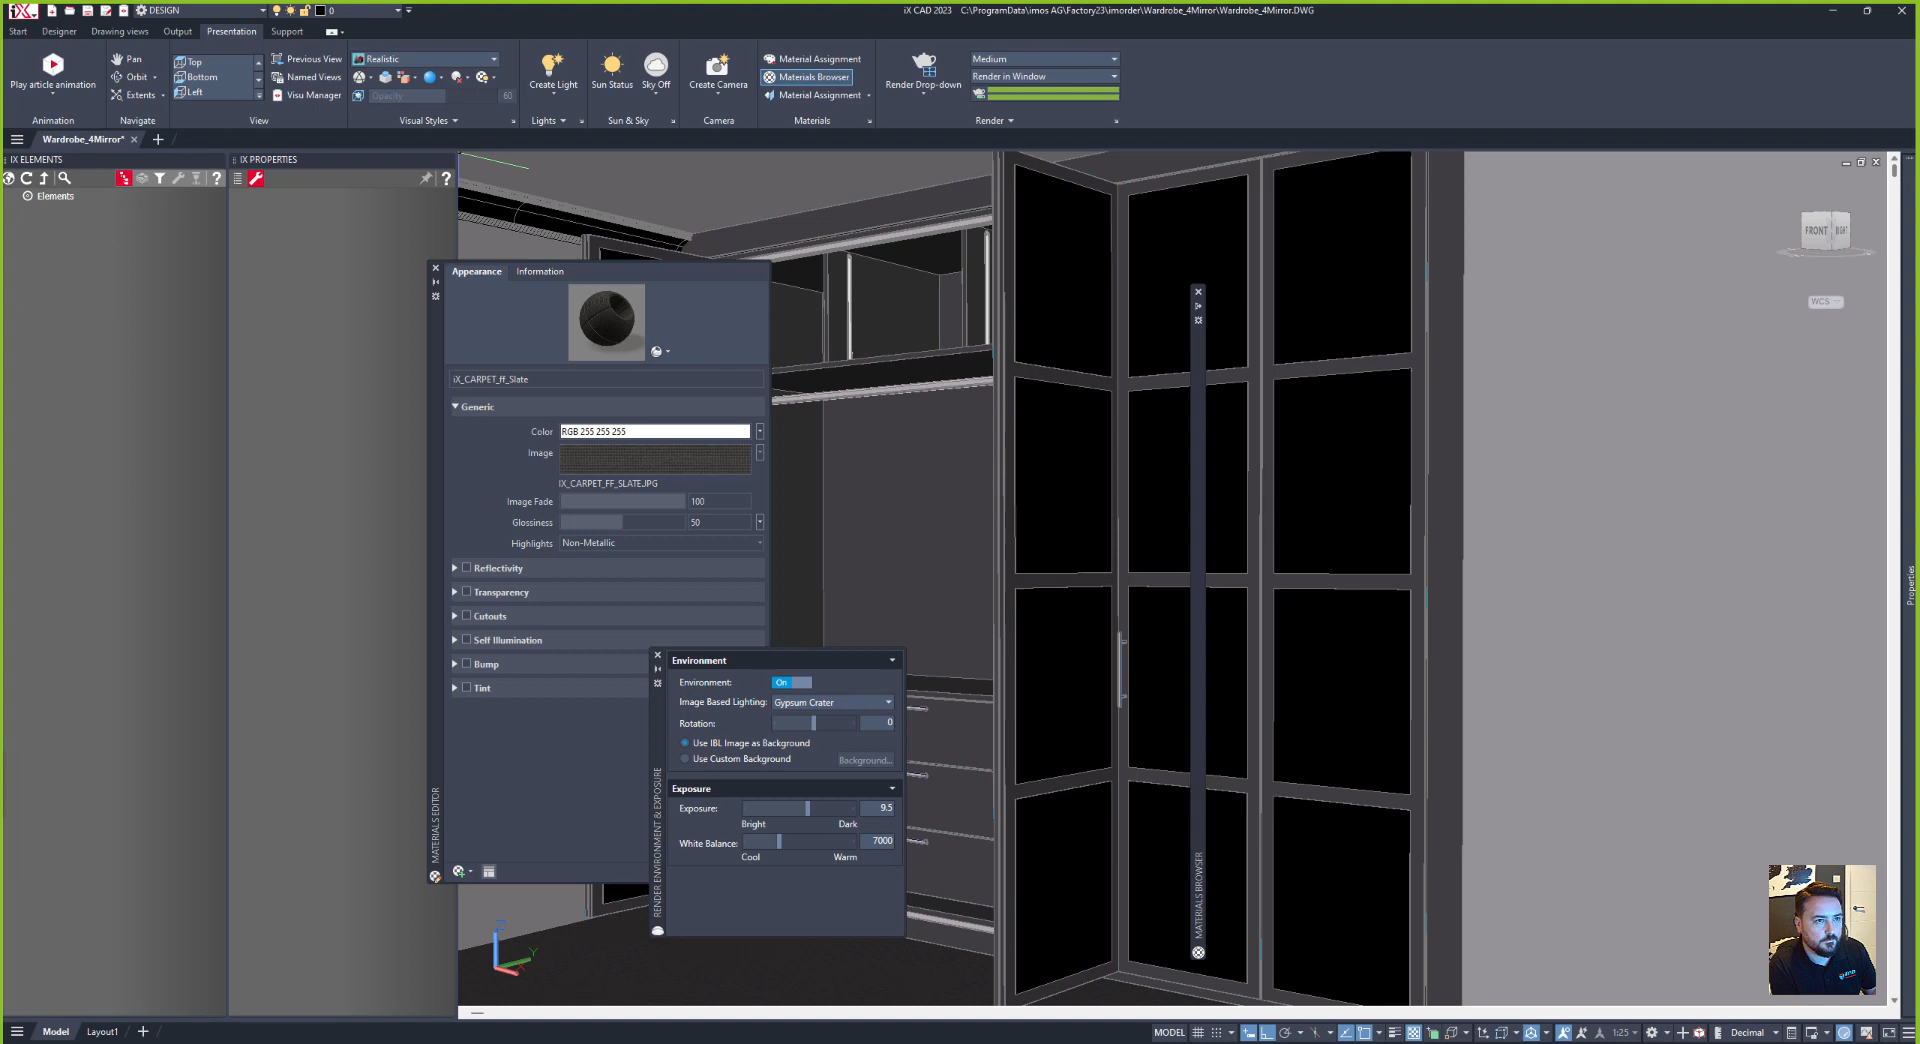 iX
DESIGN
0
iX CAD 2023 C:\ProgramData\imos AG\Factory23\imorder\Wardrobe_4Mirror\Wardrobe_4Mirror.DWG
Start Designer Drawing views Output Presentation Support
Play article animation
Animation
Pan
Orbit
Extents
Navigate
Top
Bottom
Left
Previous View
Named Views
Visu Manager
View
Realistic
Opacity 60
Visual Styles
Create Light
Lights
Sun Status Sky Off
Sun & Sky
Create Camera
Camera
Material Assignment
Materials Browser
Material Assignment
Materials
Render Drop-down
Medium
Render in Window
Render
Wardrobe_4Mirror*
IX ELEMENTS
IX PROPERTIES
Elements
Appearance Information
iX_CARPET_ff_Slate
Generic
Color RGB 255 255 255
Image
IX_CARPET_FF_SLATE.JPG
Image Fade 100
Glossiness 50
Highlights Non-Metallic
Reflectivity
Transparency
Cutouts
Self Illumination
Bump
Tint
MATERIALS EDITOR
Environment
Environment: On
Image Based Lighting: Gypsum Crater
Rotation: 0
Use IBL Image as Background
Use Custom Background Background...
Exposure
Exposure: 9.5
Bright Dark
White Balance: 7000
Cool Warm
RENDER ENVIRONMENT & EXPOSURE
MATERIALS BROWSER
FRONT RIGHT
WCS
Properties
Z
Y
X
Model Layout1
MODEL
1:25
Decimal